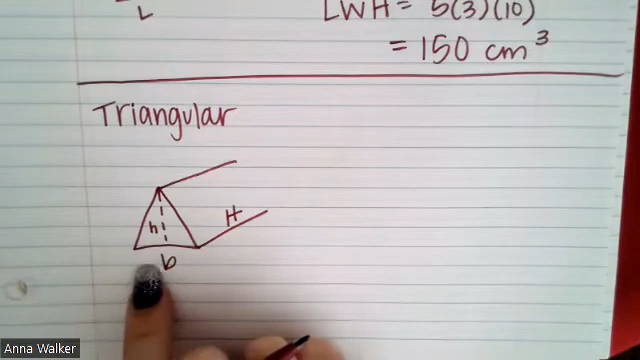 L
LWH = 5(3)(10)
= 150 cm³
Triangular
h
H
b
Anna Walker